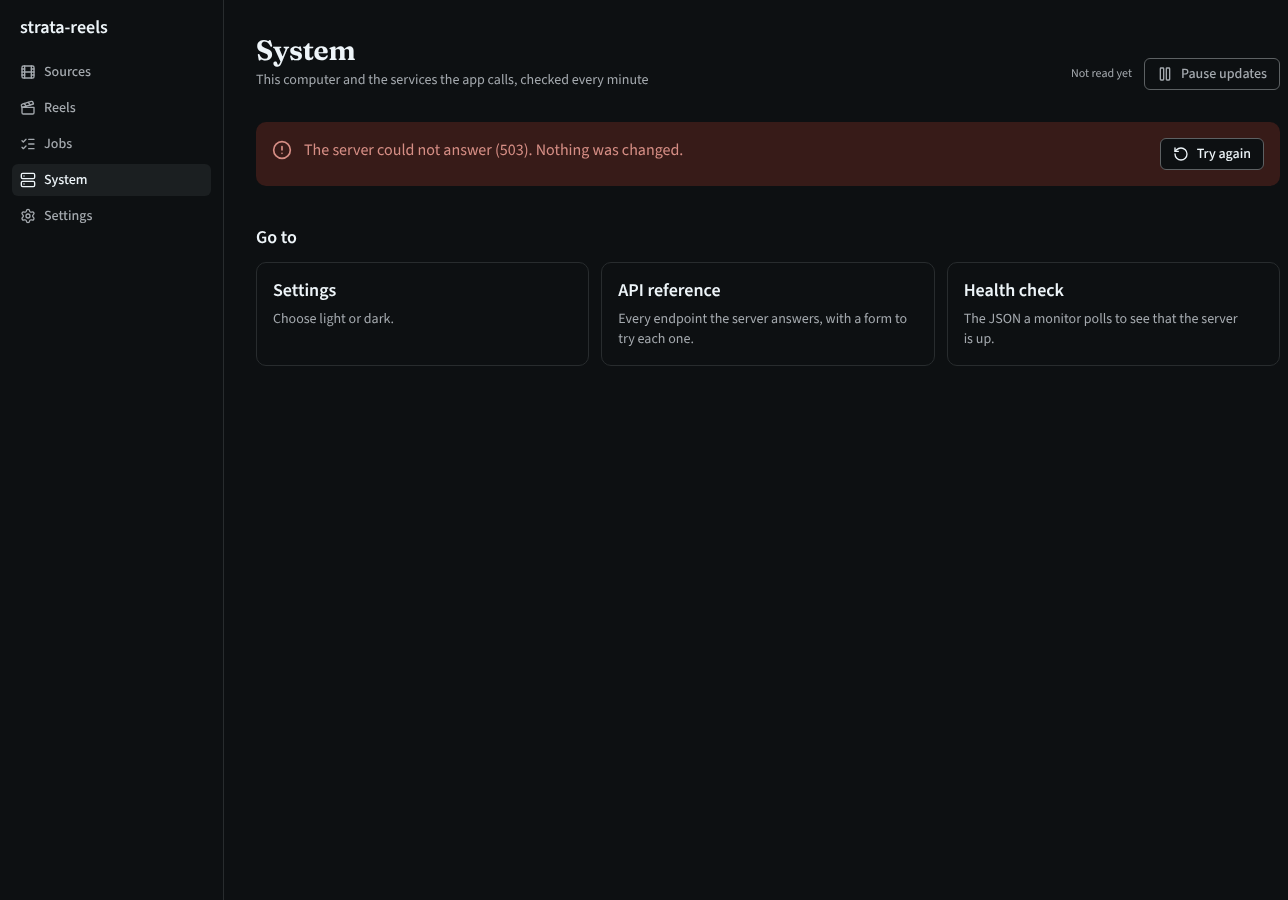 strata-reels
Sources
Reels
Jobs
System
Settings
System
This computer and the services the app calls, checked every minute
Not read yet
Pause updates
The server could not answer (503). Nothing was changed.
Try again
Go to
Settings
Choose light or dark.
API reference
Every endpoint the server answers, with a form to
try each one.
Health check
The JSON a monitor polls to see that the server
is up.